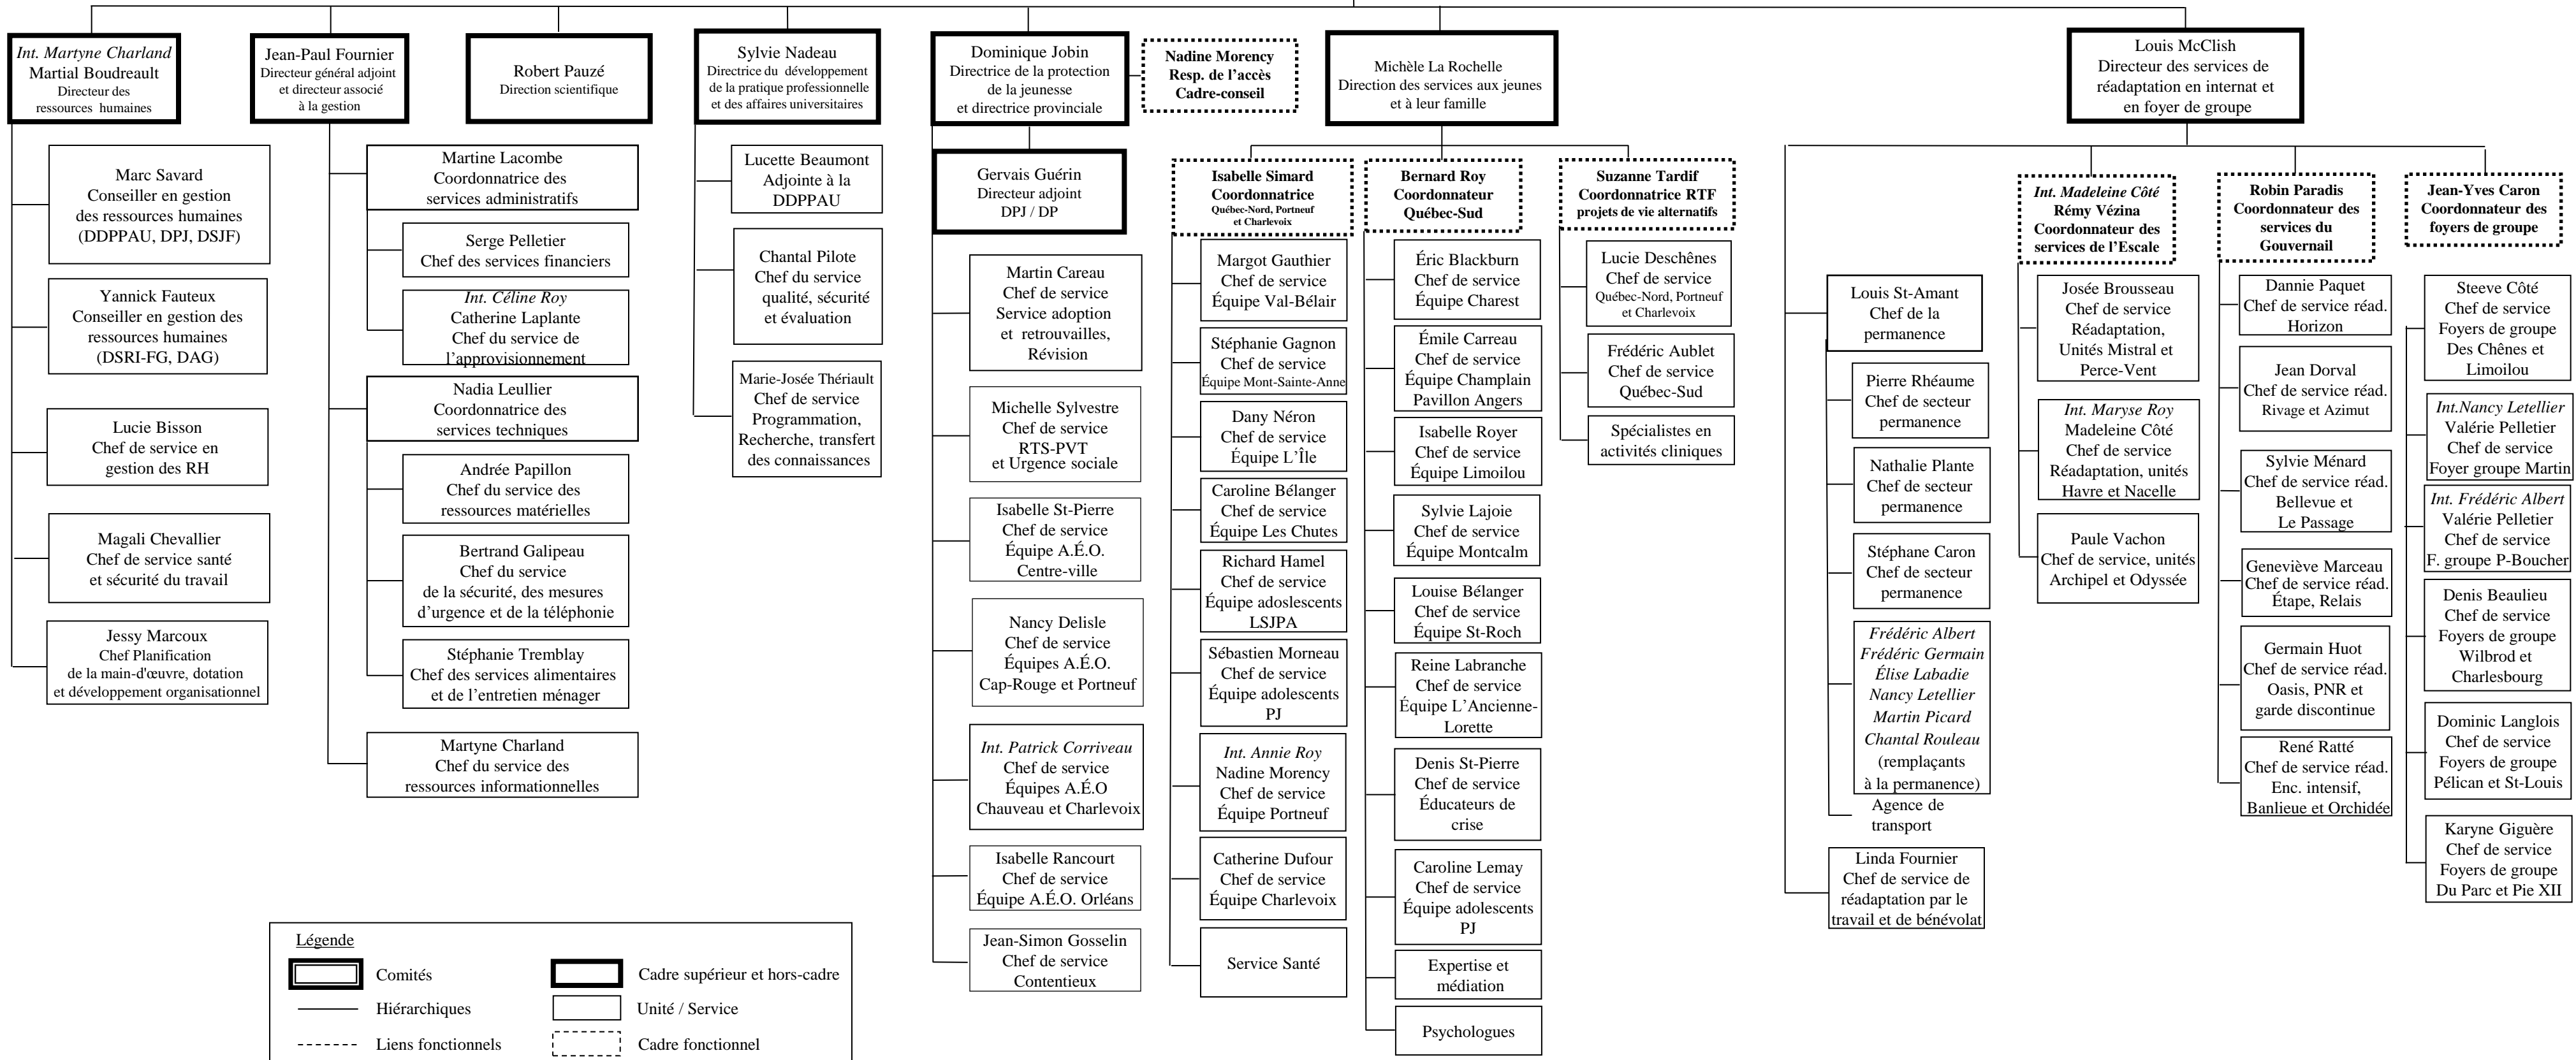 Int. Martyne Charland
Martial Boudreault
Directeur des
ressources humaines
Marc Savard
Conseiller en gestion
des ressources humaines
(DDPPAU, DPJ, DSJF)
Yannick Fauteux
Conseiller en gestion des
ressources humaines
(DSRI-FG, DAG)
Lucie Bisson
Chef de service en
gestion des RH
Magali Chevallier
Chef de service santé
et sécurité du travail
Jessy Marcoux
Chef Planification
de la main-d'œuvre, dotation
et développement organisationnel
Jean-Paul Fournier
Directeur général adjoint
et directeur associé
à la gestion
Martine Lacombe
Coordonnatrice des
services administratifs
Serge Pelletier
Chef des services financiers
Int. Céline Roy
Catherine Laplante
Chef du service de
l'approvisionnement
Nadia Leullier
Coordonnatrice des
services techniques
Andrée Papillon
Chef du service des
ressources matérielles
Bertrand Galipeau
Chef du service
de la sécurité, des mesures
d'urgence et de la téléphonie
Stéphanie Tremblay
Chef des services alimentaires
et de l'entretien ménager
Martyne Charland
Chef du service des
ressources informationnelles
Robert Pauzé
Direction scientifique
Sylvie Nadeau
Directrice du développement
de la pratique professionnelle
et des affaires universitaires
Lucette Beaumont
Adjointe à la
DDPPAU
Chantal Pilote
Chef du service
qualité, sécurité
et évaluation
Marie-Josée Thériault
Chef de service
Programmation,
Recherche, transfert
des connaissances
Dominique Jobin
Directrice de la protection
de la jeunesse
et directrice provinciale
Nadine Morency
Resp. de l'accès
Cadre-conseil
Gervais Guérin
Directeur adjoint
DPJ / DP
Martin Careau
Chef de service
Service adoption
et retrouvailles,
Révision
Michelle Sylvestre
Chef de service
RTS-PVT
et Urgence sociale
Isabelle St-Pierre
Chef de service
Équipe A.É.O.
Centre-ville
Nancy Delisle
Chef de service
Équipes A.É.O.
Cap-Rouge et Portneuf
Int. Patrick Corriveau
Chef de service
Équipes A.É.O
Chauveau et Charlevoix
Isabelle Rancourt
Chef de service
Équipe A.É.O. Orléans
Jean-Simon Gosselin
Chef de service
Contentieux
Michèle La Rochelle
Direction des services aux jeunes
et à leur famille
Isabelle Simard
Coordonnatrice
Québec-Nord, Portneuf
et Charlevoix
Margot Gauthier
Chef de service
Équipe Val-Bélair
Stéphanie Gagnon
Chef de service
Équipe Mont-Sainte-Anne
Dany Néron
Chef de service
Équipe L'Île
Caroline Bélanger
Chef de service
Équipe Les Chutes
Richard Hamel
Chef de service
Équipe adoslescents
LSJPA
Sébastien Morneau
Chef de service
Équipe adolescents
PJ
Int. Annie Roy
Nadine Morency
Chef de service
Équipe Portneuf
Catherine Dufour
Chef de service
Équipe Charlevoix
Service Santé
Bernard Roy
Coordonnateur
Québec-Sud
Éric Blackburn
Chef de service
Équipe Charest
Émile Carreau
Chef de service
Équipe Champlain
Pavillon Angers
Isabelle Royer
Chef de service
Équipe Limoilou
Sylvie Lajoie
Chef de service
Équipe Montcalm
Louise Bélanger
Chef de service
Équipe St-Roch
Reine Labranche
Chef de service
Équipe L'Ancienne-
Lorette
Denis St-Pierre
Chef de service
Éducateurs de
crise
Caroline Lemay
Chef de service
Équipe adolescents
PJ
Expertise et
médiation
Psychologues
Suzanne Tardif
Coordonnatrice RTF
projets de vie alternatifs
Lucie Deschênes
Chef de service
Québec-Nord, Portneuf
et Charlevoix
Frédéric Aublet
Chef de service
Québec-Sud
Spécialistes en
activités cliniques
Louis McClish
Directeur des services de
réadaptation en internat et
en foyer de groupe
Louis St-Amant
Chef de la
permanence
Pierre Rhéaume
Chef de secteur
permanence
Nathalie Plante
Chef de secteur
permanence
Stéphane Caron
Chef de secteur
permanence
Frédéric Albert
Frédéric Germain
Élise Labadie
Nancy Letellier
Martin Picard
Chantal Rouleau
(remplaçants
à la permanence)
Agence de
transport
Linda Fournier
Chef de service de
réadaptation par le
travail et de bénévolat
Int. Madeleine Côté
Rémy Vézina
Coordonnateur des
services de l'Escale
Josée Brousseau
Chef de service
Réadaptation,
Unités Mistral et
Perce-Vent
Int. Maryse Roy
Madeleine Côté
Chef de service
Réadaptation, unités
Havre et Nacelle
Paule Vachon
Chef de service, unités
Archipel et Odyssée
Robin Paradis
Coordonnateur des
services du
Gouvernail
Dannie Paquet
Chef de service réad.
Horizon
Jean Dorval
Chef de service réad.
Rivage et Azimut
Sylvie Ménard
Chef de service réad.
Bellevue et
Le Passage
Geneviève Marceau
Chef de service réad.
Étape, Relais
Germain Huot
Chef de service réad.
Oasis, PNR et
garde discontinue
René Ratté
Chef de service réad.
Enc. intensif,
Banlieue et Orchidée
Jean-Yves Caron
Coordonnateur des
foyers de groupe
Steeve Côté
Chef de service
Foyers de groupe
Des Chênes et
Limoilou
Int.Nancy Letellier
Valérie Pelletier
Chef de service
Foyer groupe Martin
Int. Frédéric Albert
Valérie Pelletier
Chef de service
F. groupe P-Boucher
Denis Beaulieu
Chef de service
Foyers de groupe
Wilbrod et
Charlesbourg
Dominic Langlois
Chef de service
Foyers de groupe
Pélican et St-Louis
Karyne Giguère
Chef de service
Foyers de groupe
Du Parc et Pie XII
Légende
Comités
Cadre supérieur et hors-cadre
Hiérarchiques
Unité / Service
Liens fonctionnels
Cadre fonctionnel